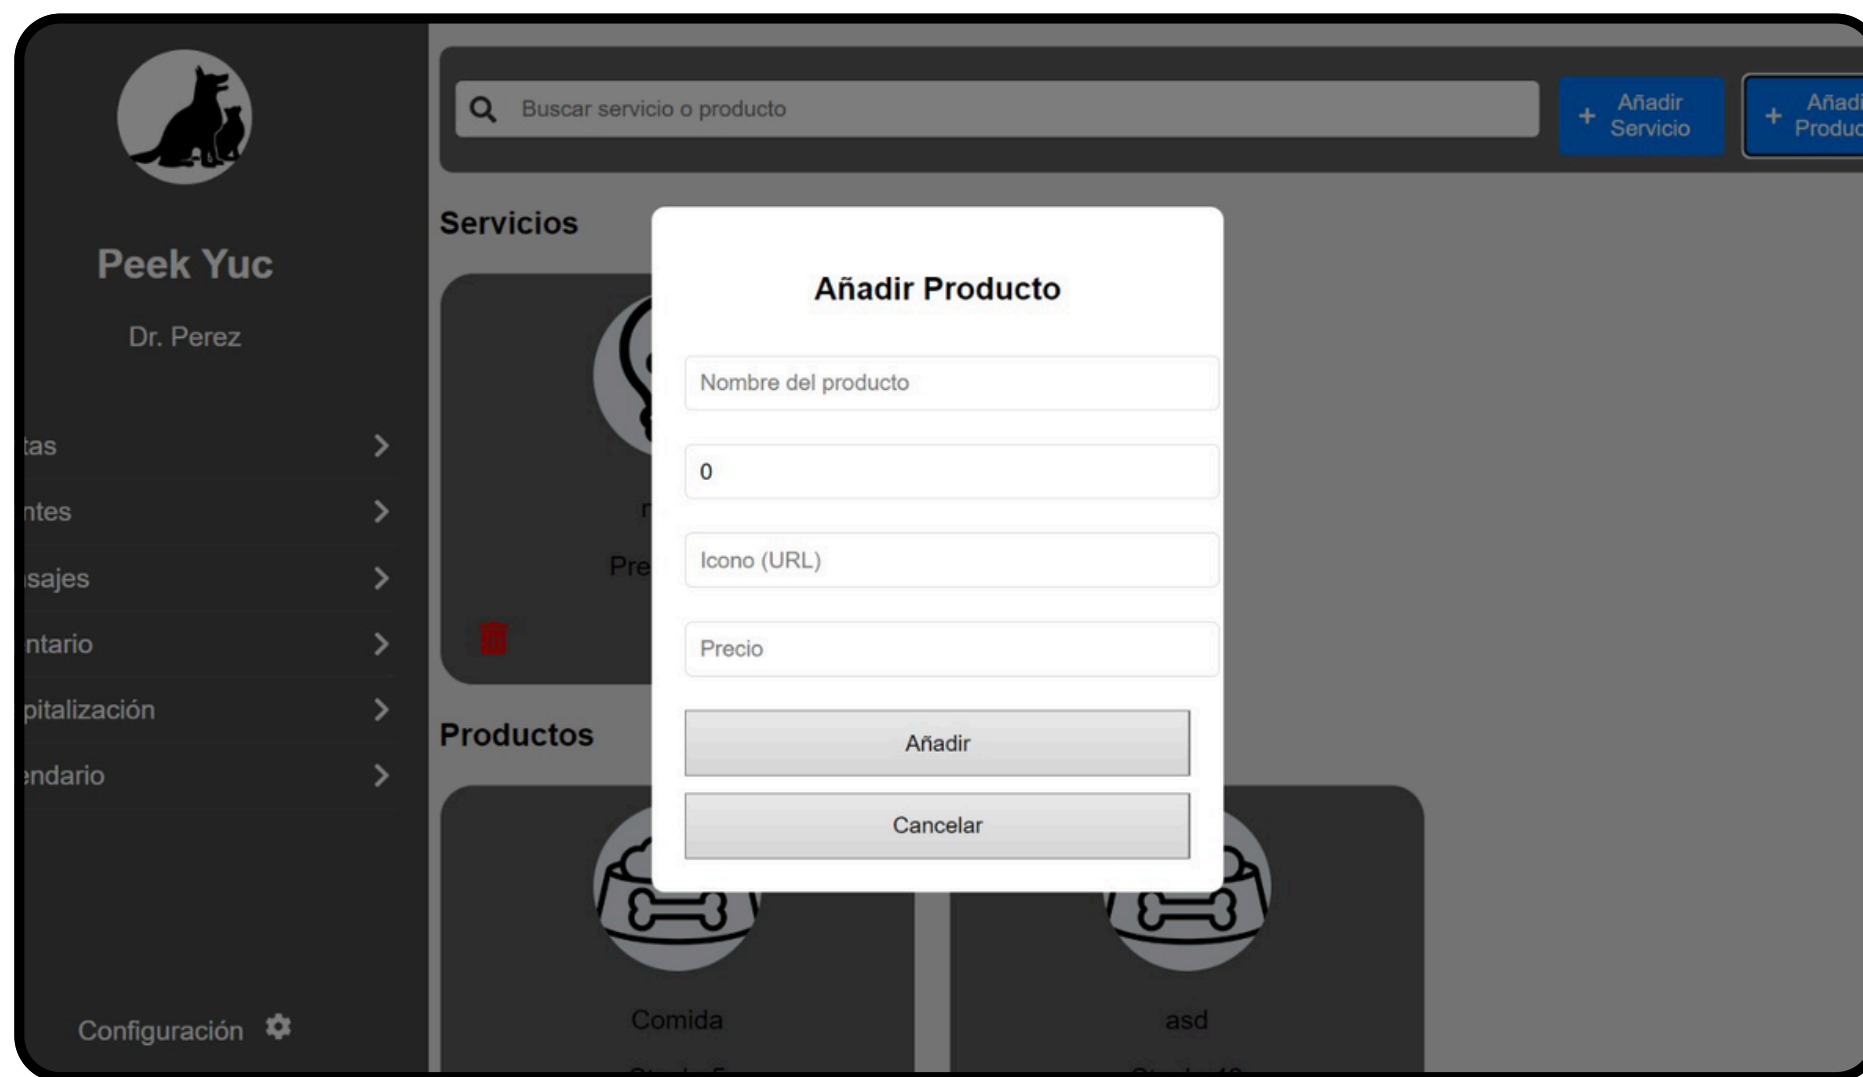 Peek Yuc
Dr. Perez
tas
ntes
sajes
ntario
pitalización
endario
Configuración
Buscar servicio o producto
+ Añadir
Servicio
+ Añadi
Produc
Servicios
Pre
Añadir Producto
Nombre del producto
0
Icono (URL)
Precio
Añadir
Cancelar
Productos
Comida
asd